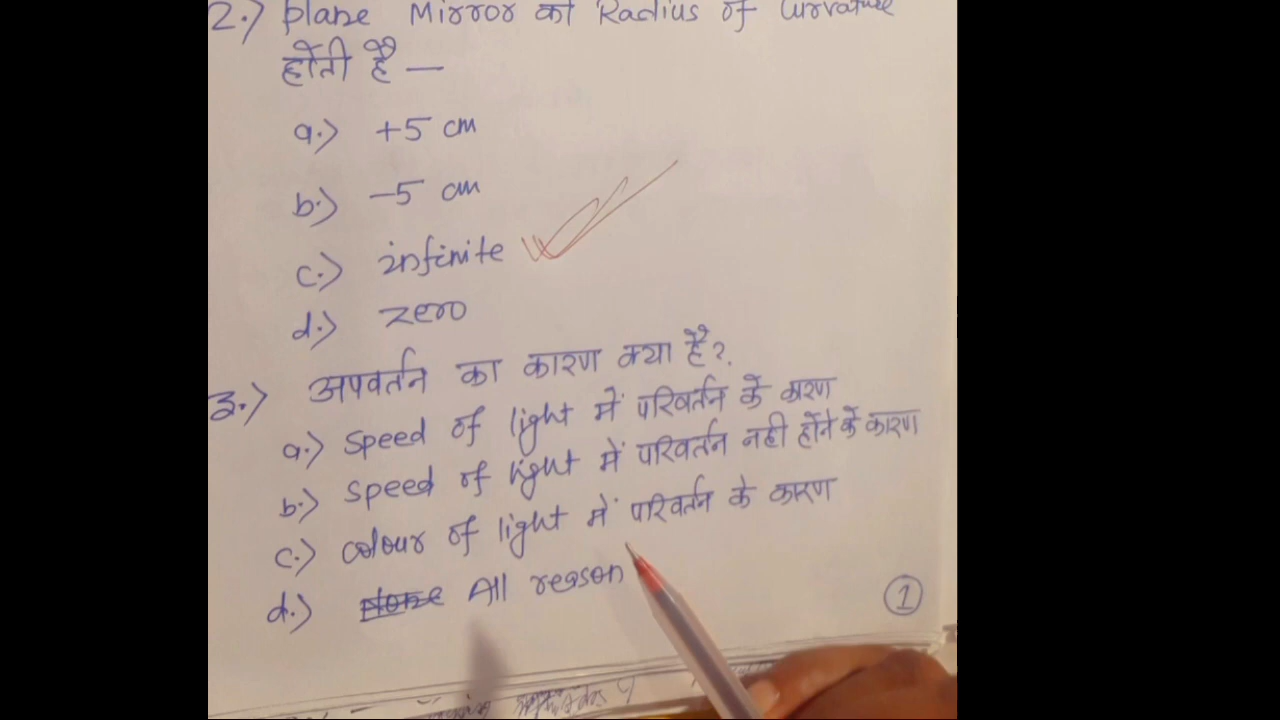 2.) plane Mirror का Radius of Curvature
होती है —
a.) +5 cm
b.) -5 cm
c.) infinite
d.) zero
3.) अपवर्तन का कारण क्या है?.
a.) speed of light में परिवर्तन के कारण
b.) speed of light में परिवर्तन नही होने के कारण
c.) colour of light में परिवर्तन के कारण
d.) All reason
1